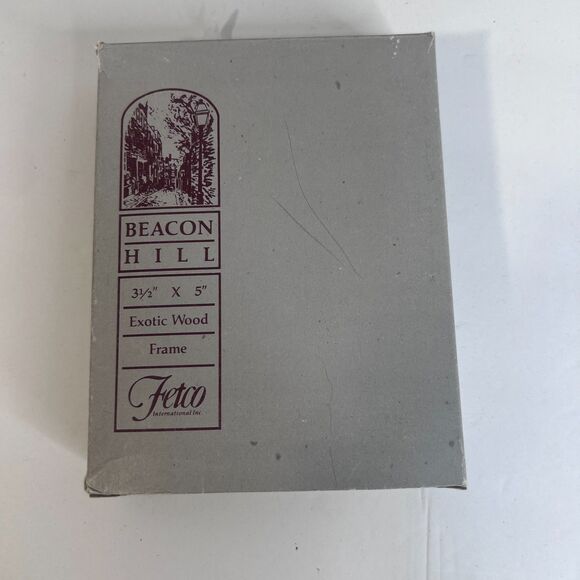 BEACON
HILL
3½" X 5"
Exotic Wood
Frame
Fetco
International Inc.